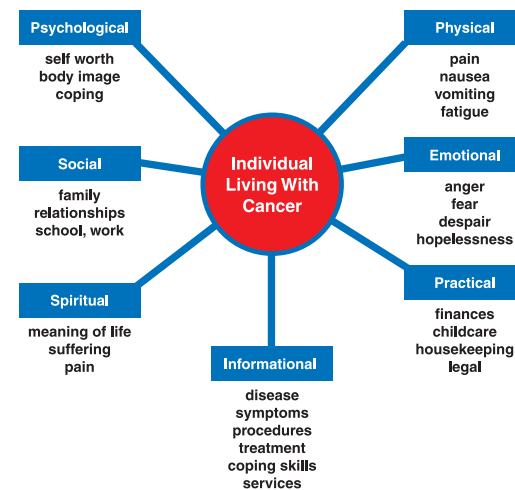 Psychological
self worth
body image
coping
Physical
pain
nausea
vomiting
fatigue
Individual
Living With
Cancer
Social
family
relationships
school, work
Emotional
anger
fear
despair
hopelessness
Spiritual
meaning of life
suffering
pain
Practical
finances
childcare
housekeeping
legal
Informational
disease
symptoms
procedures
treatment
coping skills
services